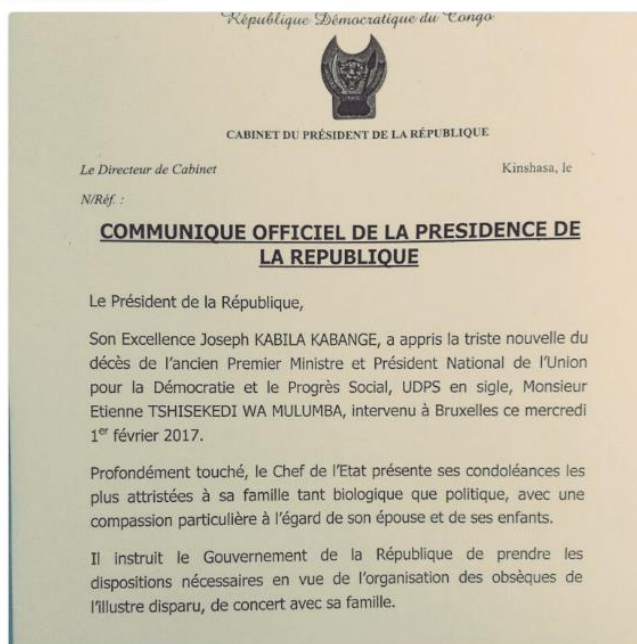 République Démocratique du Congo
CABINET DU PRÉSIDENT DE LA RÉPUBLIQUE
Le Directeur de Cabinet
Kinshasa, le
N/Réf. :
COMMUNIQUE OFFICIEL DE LA PRESIDENCE DE
LA REPUBLIQUE
Le Président de la République,
Son Excellence Joseph KABILA KABANGE, a appris la triste nouvelle du
décès de l'ancien Premier Ministre et Président National de l'Union
pour la Démocratie et le Progrès Social, UDPS en sigle, Monsieur
Etienne TSHISEKEDI WA MULUMBA, intervenu à Bruxelles ce mercredi
1er février 2017.
Profondément touché, le Chef de l'Etat présente ses condoléances les
plus attristées à sa famille tant biologique que politique, avec une
compassion particulière à l'égard de son épouse et de ses enfants.
Il instruit le Gouvernement de la République de prendre les
dispositions nécessaires en vue de l'organisation des obsèques de
l'illustre disparu, de concert avec sa famille.